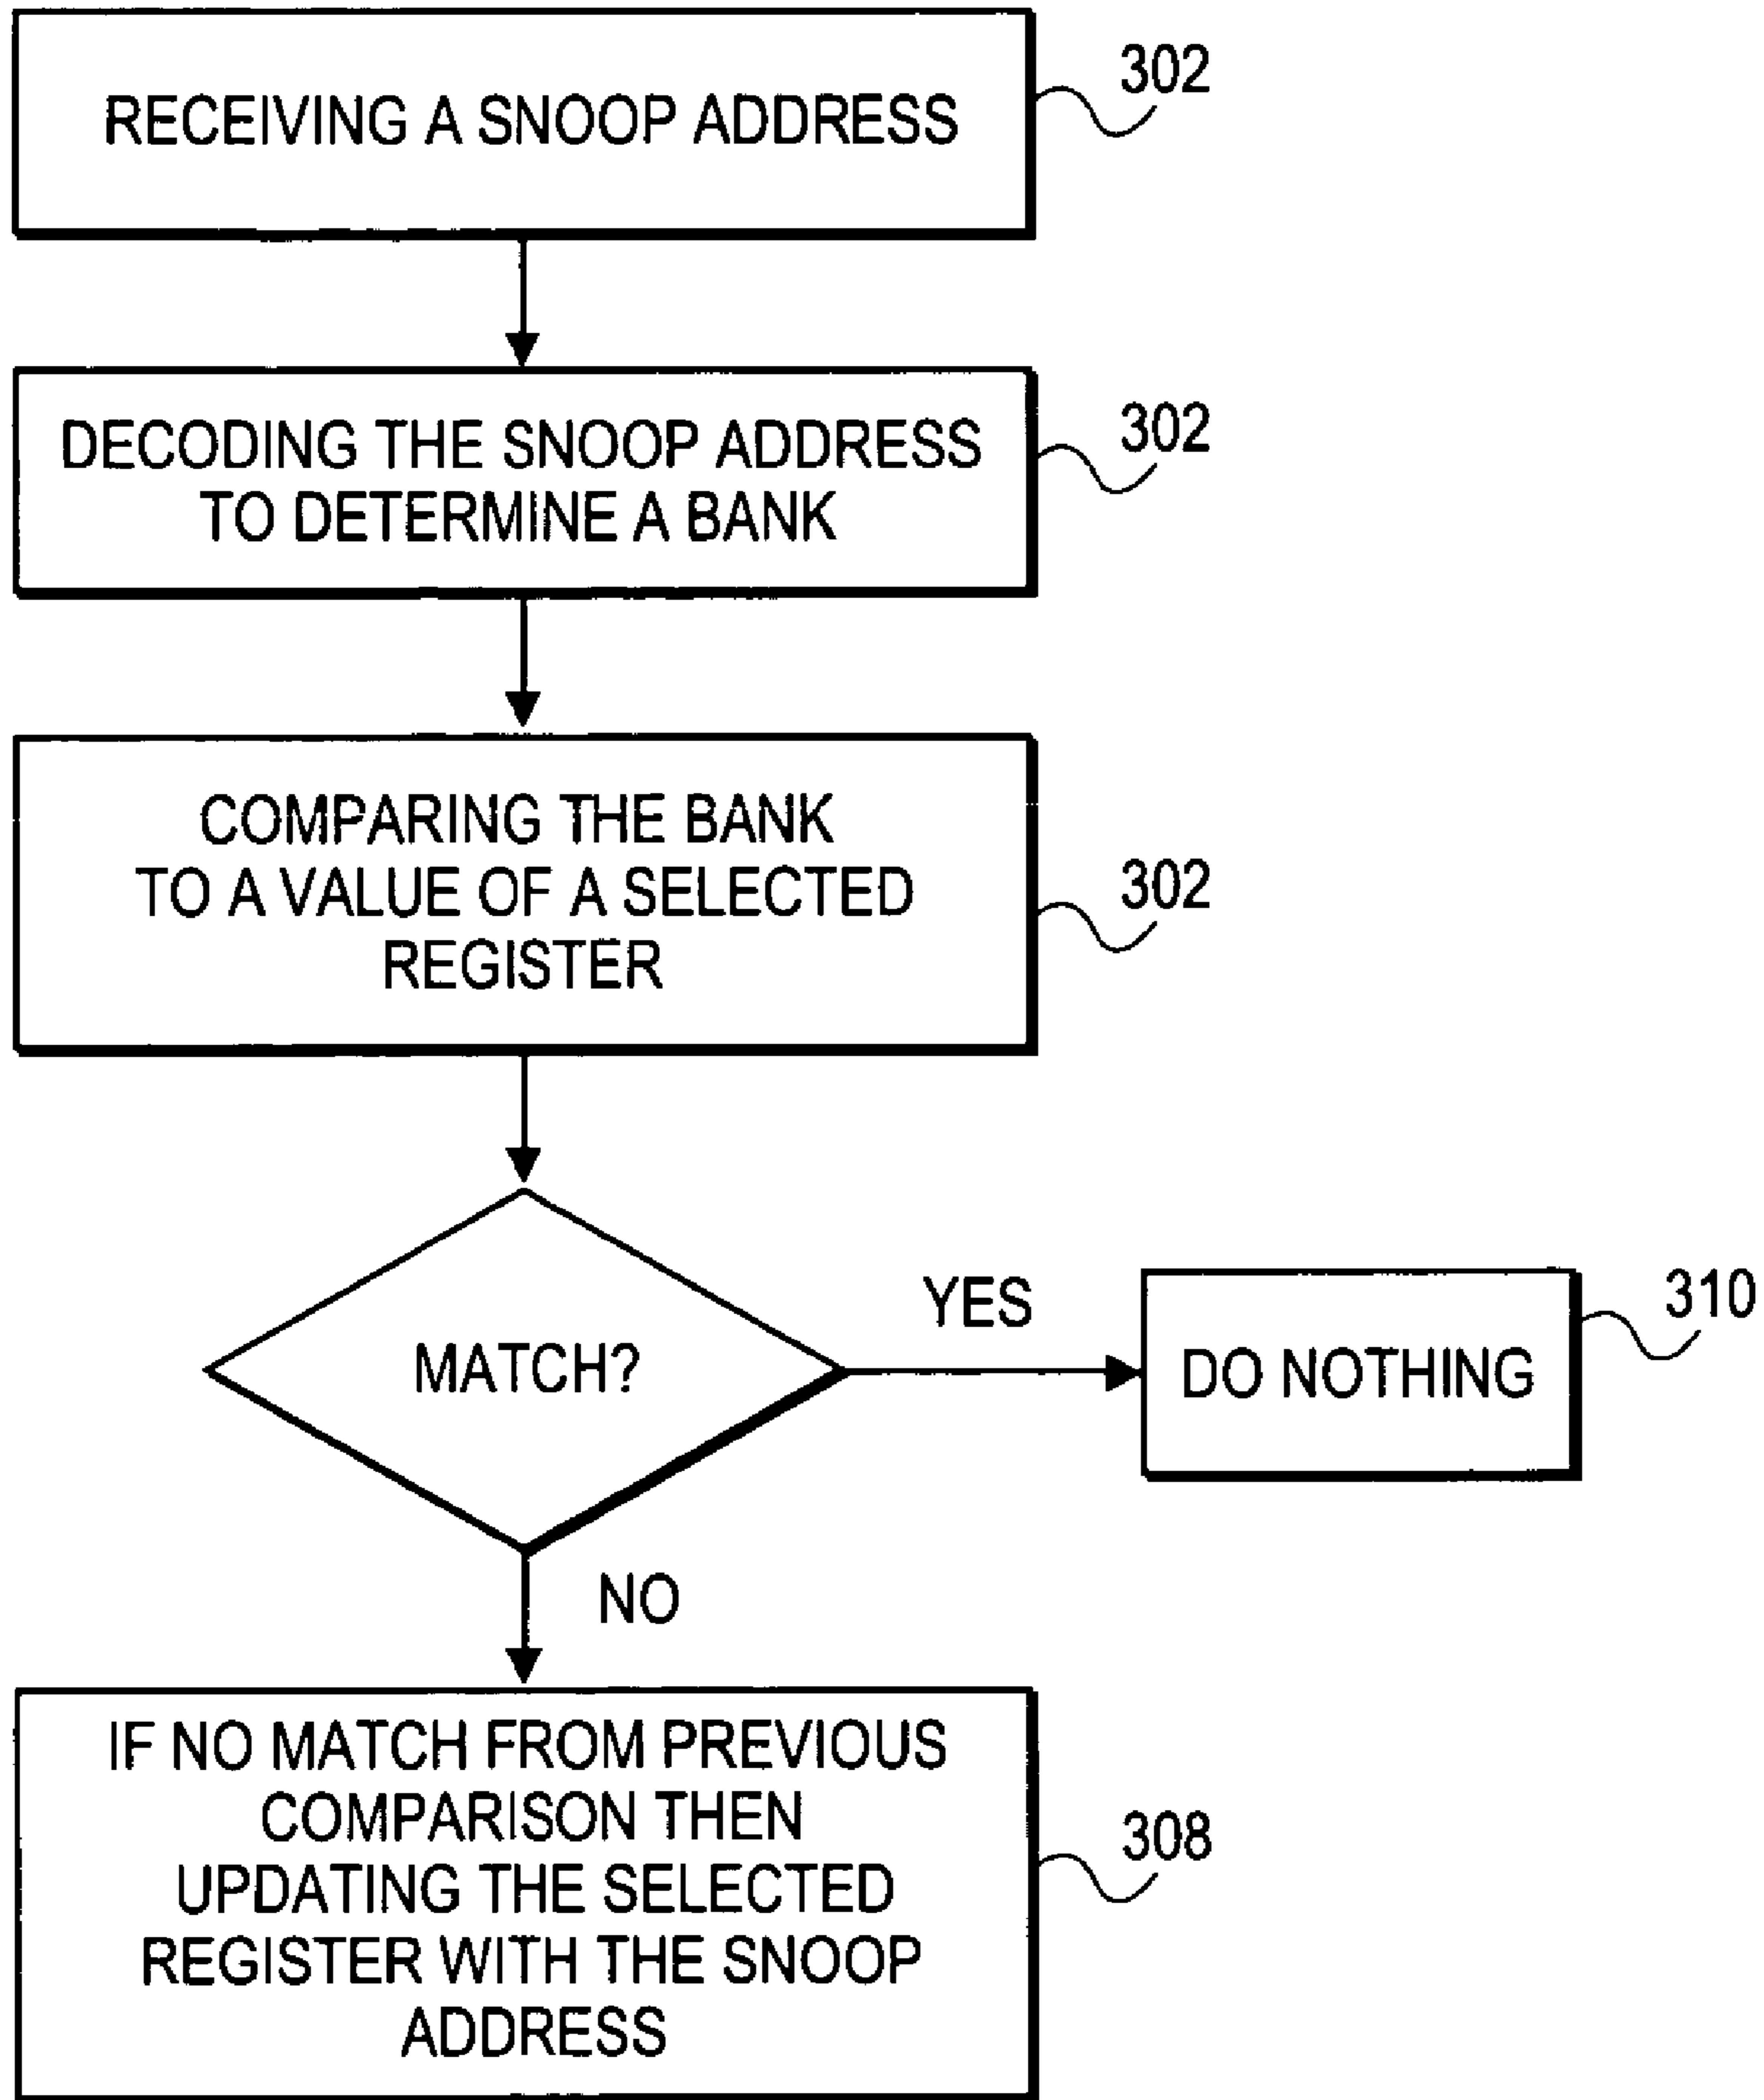 RECEIVING A SNOOP ADDRESS
302
DECODING THE SNOOP ADDRESS
TO DETERMINE A BANK
302
COMPARING THE BANK
TO A VALUE OF A SELECTED
REGISTER
302
MATCH?
YES
DO NOTHING
310
NO
IF NO MATCH FROM PREVIOUS
COMPARISON THEN
UPDATING THE SELECTED
REGISTER WITH THE SNOOP
ADDRESS
308